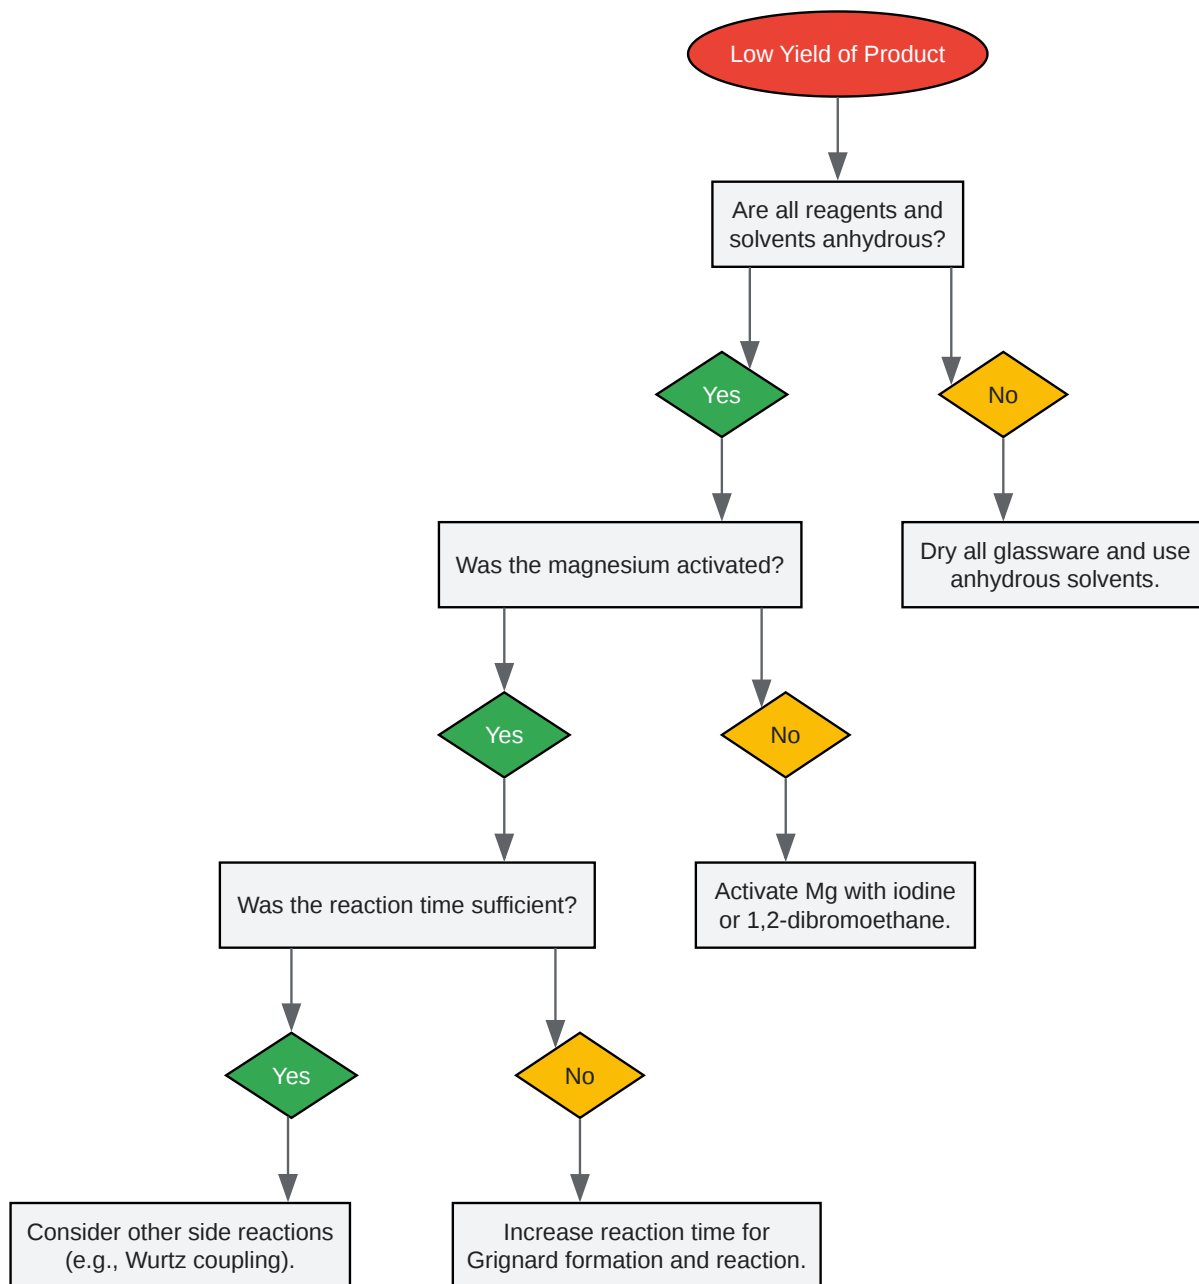 Low Yield of Product
Are all reagents and
solvents anhydrous?
Yes
No
Was the magnesium activated?
Dry all glassware and use
anhydrous solvents.
Yes
No
Was the reaction time sufficient?
Activate Mg with iodine
or 1,2-dibromoethane.
Yes
No
Consider other side reactions
(e.g., Wurtz coupling).
Increase reaction time for
Grignard formation and reaction.